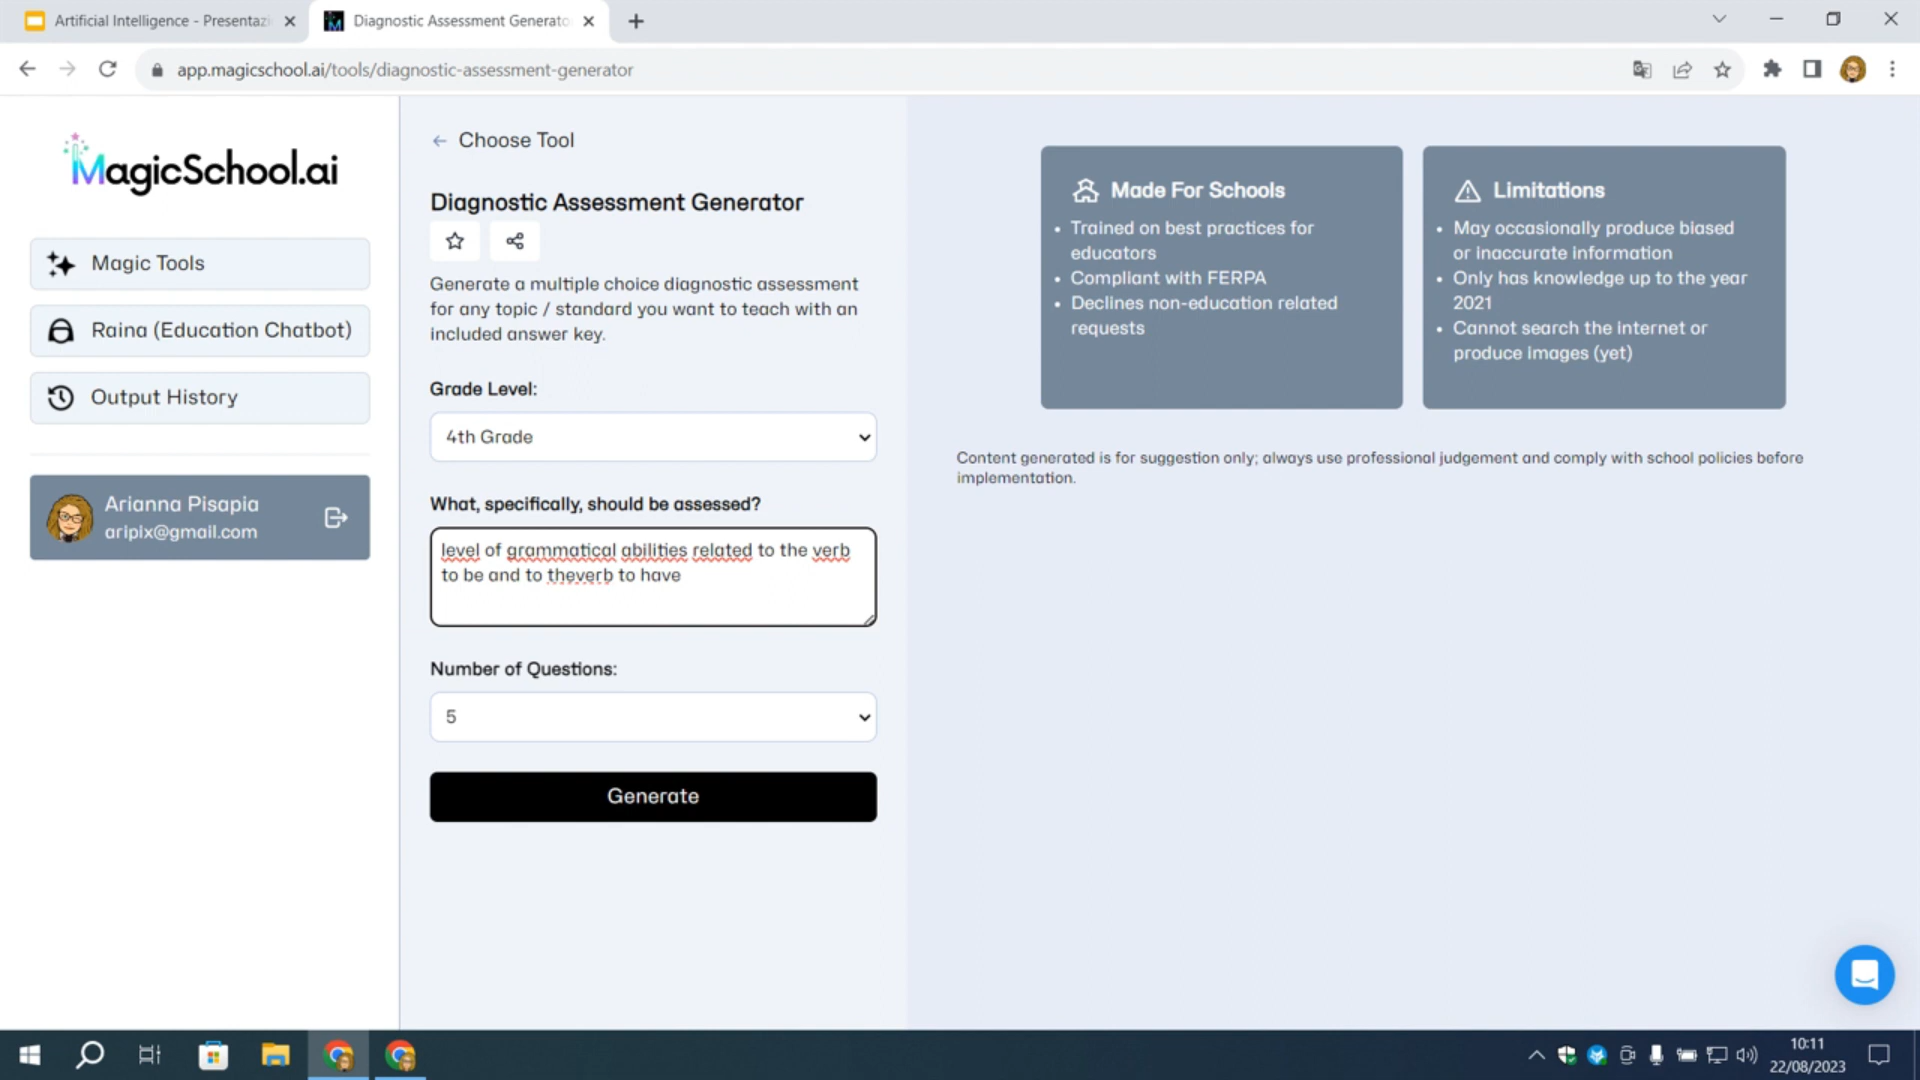 Artificial Intelligence - Presentazi
Diagnostic Assessment Generato
app.magicschool.ai/tools/diagnostic-assessment-generator
MagicSchool.ai
Magic Tools
Raina (Education Chatbot)
Output History
Arianna Pisapia
aripix@gmail.com
Choose Tool
Diagnostic Assessment Generator
Generate a multiple choice diagnostic assessment
for any topic / standard you want to teach with an
included answer key.
Grade Level:
4th Grade
What, specifically, should be assessed?
level of grammatical abilities related to the verb
to be and to theverb to have
Number of Questions:
5
Generate
Made For Schools
• Trained on best practices for
educators
• Compliant with FERPA
• Declines non-education related
requests
Limitations
• May occasionally produce biased
or inaccurate information
• Only has knowledge up to the year
2021
• Cannot search the internet or
produce images (yet)
Content generated is for suggestion only; always use professional judgement and comply with school policies before
implementation.
10:11
22/08/2023